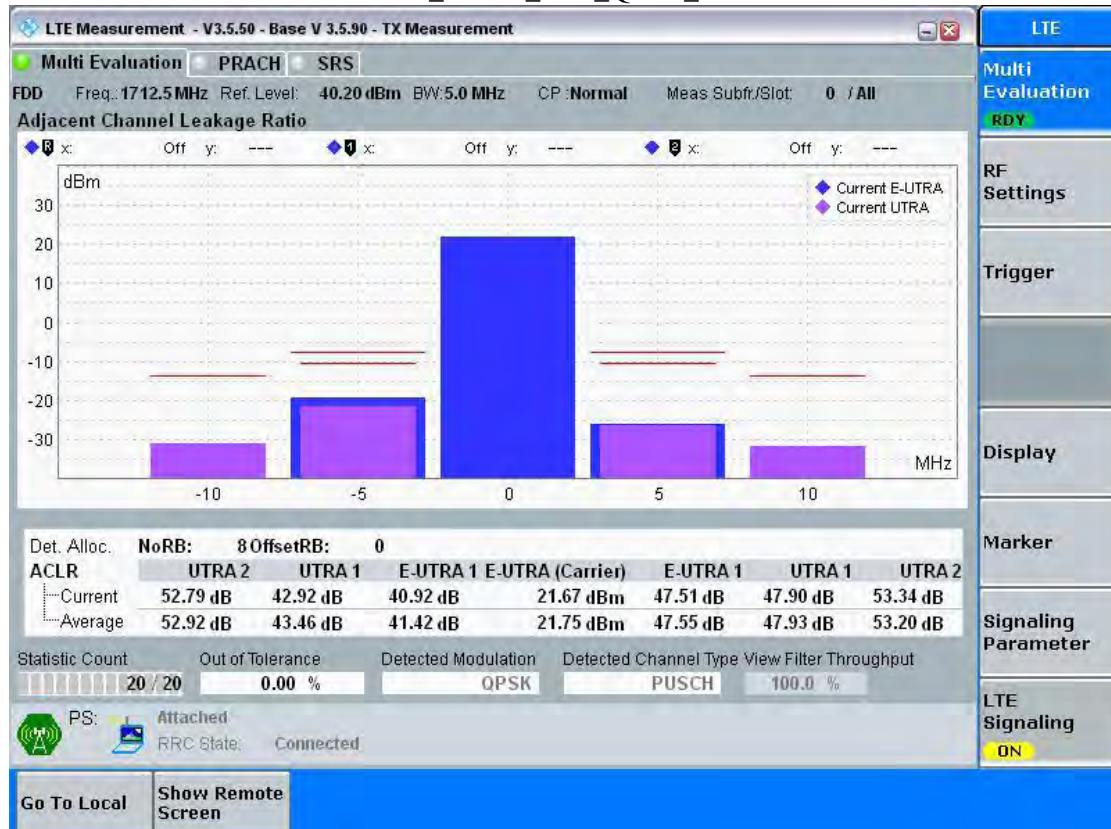 LTE Measurement - V3.5.50 - Base V 3.5.90 - TX Measurement
Multi Evaluation PRACH SRS
FDD Freq.: 1712.5 MHz Ref. Level: 40.20 dBm BW: 5.0 MHz CP : Normal Meas Subfr./Slot: 0 / All
Adjacent Channel Leakage Ratio
R x: Off y: --- 1 x: Off y: --- 2 x: Off y: ---
dBm
Current E-UTRA
Current UTRA
30
20
10
0
-10
-20
-30
MHz
-10 -5 0 5 10
Det. Alloc. NoRB: 8 OffsetRB: 0
ACLR UTRA 2 UTRA 1 E-UTRA 1 E-UTRA (Carrier) E-UTRA 1 UTRA 1 UTRA 2
Current 52.79 dB 42.92 dB 40.92 dB 21.67 dBm 47.51 dB 47.90 dB 53.34 dB
Average 52.92 dB 43.46 dB 41.42 dB 21.75 dBm 47.55 dB 47.93 dB 53.20 dB
Statistic Count Out of Tolerance Detected Modulation Detected Channel Type View Filter Throughput
20 / 20 0.00 % QPSK PUSCH 100.0 %
PS: Attached
RRC State: Connected
Go To Local
Show Remote
Screen
LTE
Multi
Evaluation
RDY
RF
Settings
Trigger
Display
Marker
Signaling
Parameter
LTE
Signaling
ON